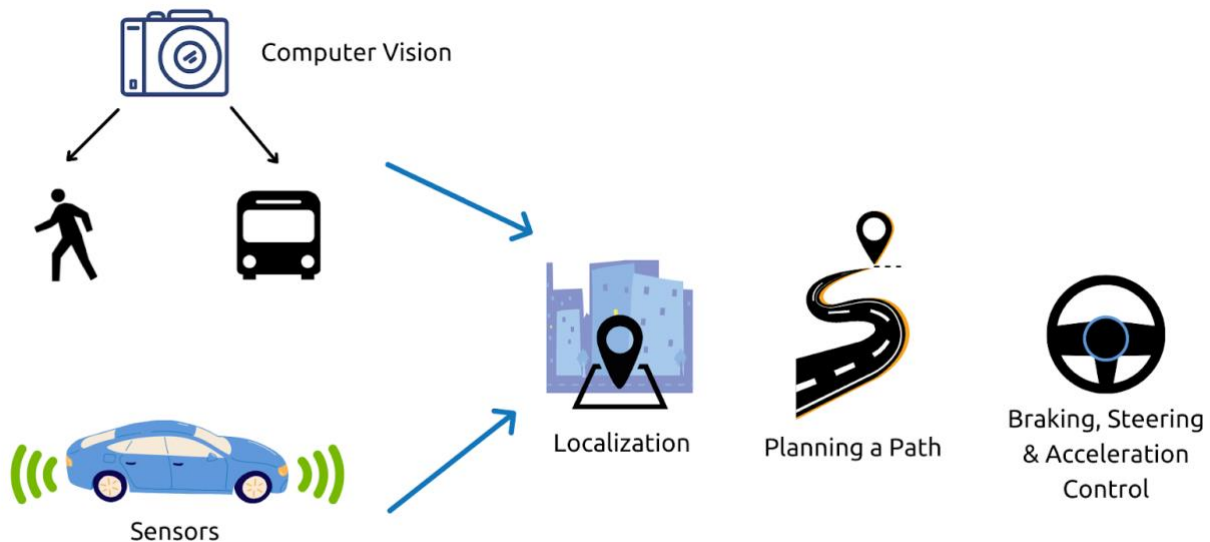 Computer Vision
Sensors
Localization
Planning a Path
Braking, Steering
& Acceleration
Control